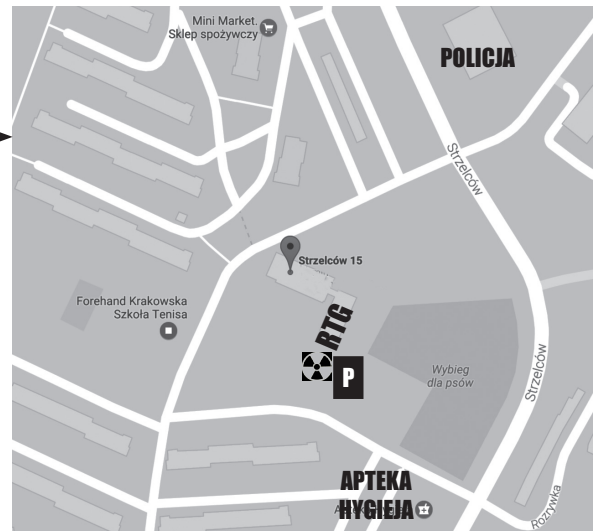 Mini Market.
Sklep spożywczy
POLICJA
Strzelców
Strzelców 15
Forehand Krakowska
Szkoła Tenisa
RTG
P
Wybieg
dla psów
Strzelców
APTEKA
HYGIEJA
Rozrywka